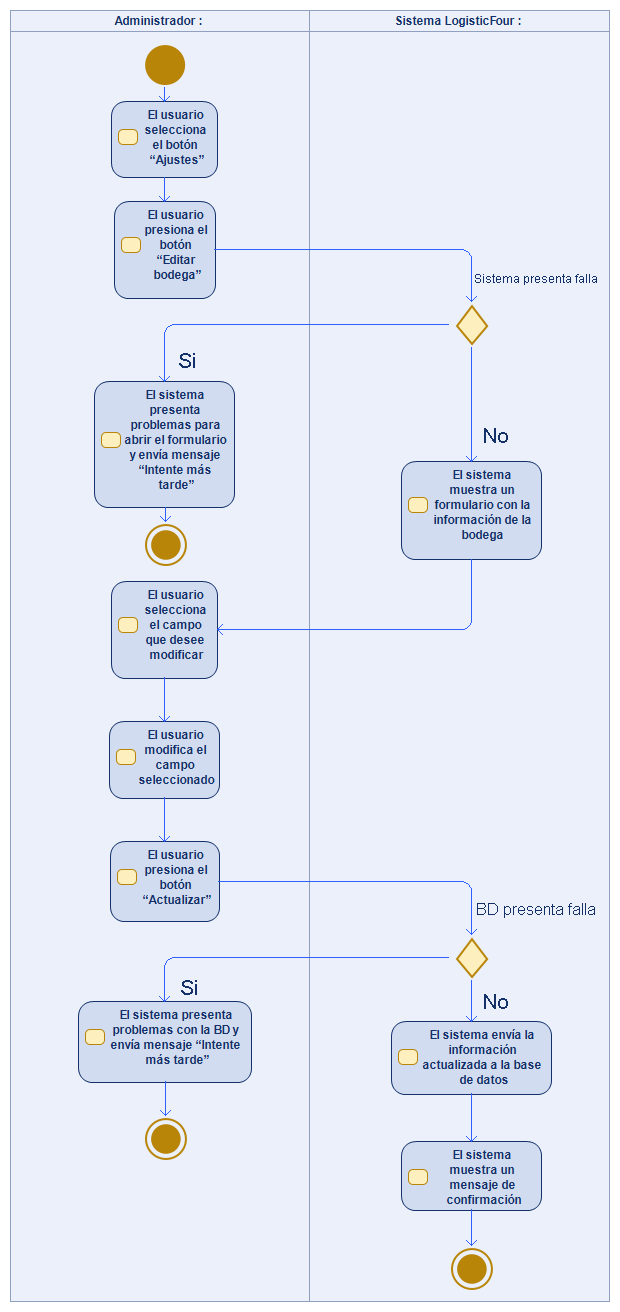 Administrador :
Sistema LogisticFour :
El usuario
selecciona
el botón
“Ajustes”
El usuario
presiona el
botón
“Editar
bodega”
Sistema presenta falla
Si
El sistema
presenta
problemas para
abrir el formulario
y envía mensaje
“Intente más
tarde”
No
El sistema
muestra un
formulario con la
información de la
bodega
El usuario
selecciona
el campo
que desee
modificar
El usuario
modifica el
campo
seleccionado
El usuario
presiona el
botón
“Actualizar”
BD presenta falla
Si
El sistema presenta
problemas con la BD y
envía mensaje “Intente
más tarde”
No
El sistema envía la
información
actualizada a la base
de datos
El sistema
muestra un
mensaje de
confirmación